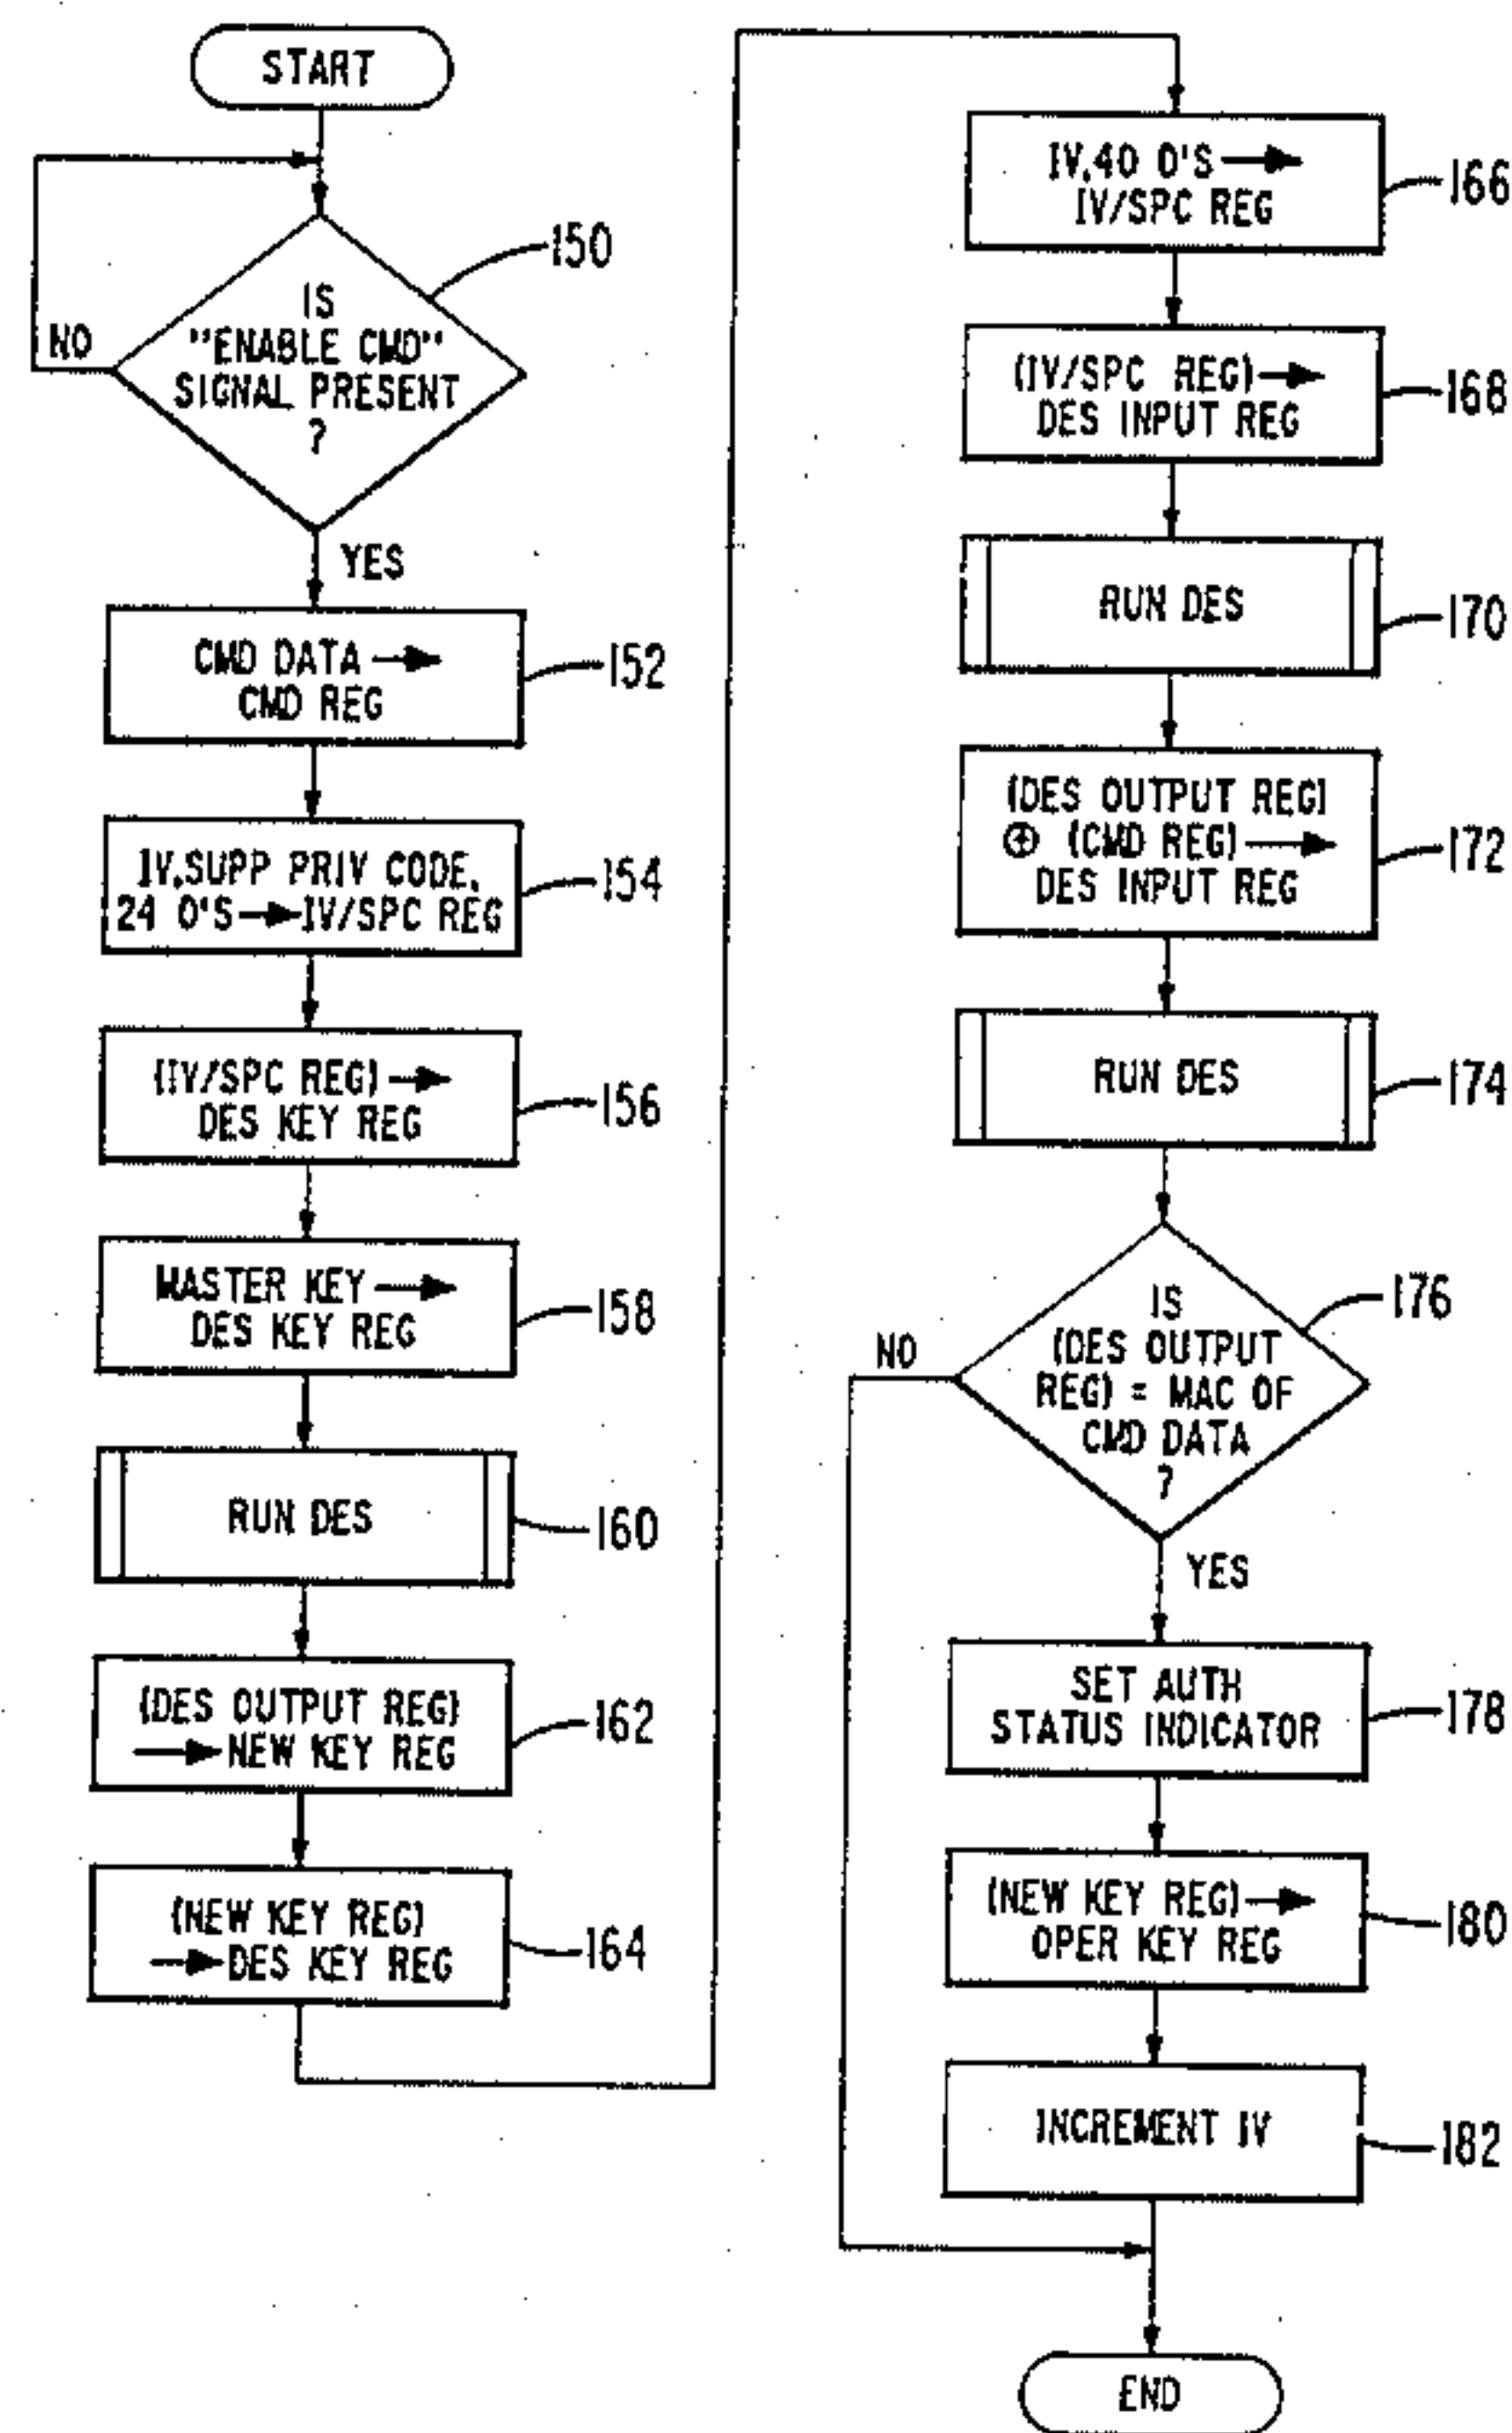 START
IS
"ENABLE CMD"
SIGNAL PRESENT
?
150
NO
YES
CMD DATA →
CMD REG
152
IV,SUPP PRIV CODE,
24 0'S → IV/SPC REG
154
(IV/SPC REG) →
DES KEY REG
156
MASTER KEY →
DES KEY REG
158
RUN DES
160
(DES OUTPUT REG)
→ NEW KEY REG
162
(NEW KEY REG)
→ DES KEY REG
164
IV,40 0'S →
IV/SPC REG
166
(IV/SPC REG) →
DES INPUT REG
168
RUN DES
170
(DES OUTPUT REG)
⊕ (CMD REG) →
DES INPUT REG
172
RUN DES
174
IS
(DES OUTPUT
REG) = MAC OF
CMD DATA
?
176
NO
YES
SET AUTH
STATUS INDICATOR
178
(NEW KEY REG) →
OPER KEY REG
180
INCREMENT IV
182
END